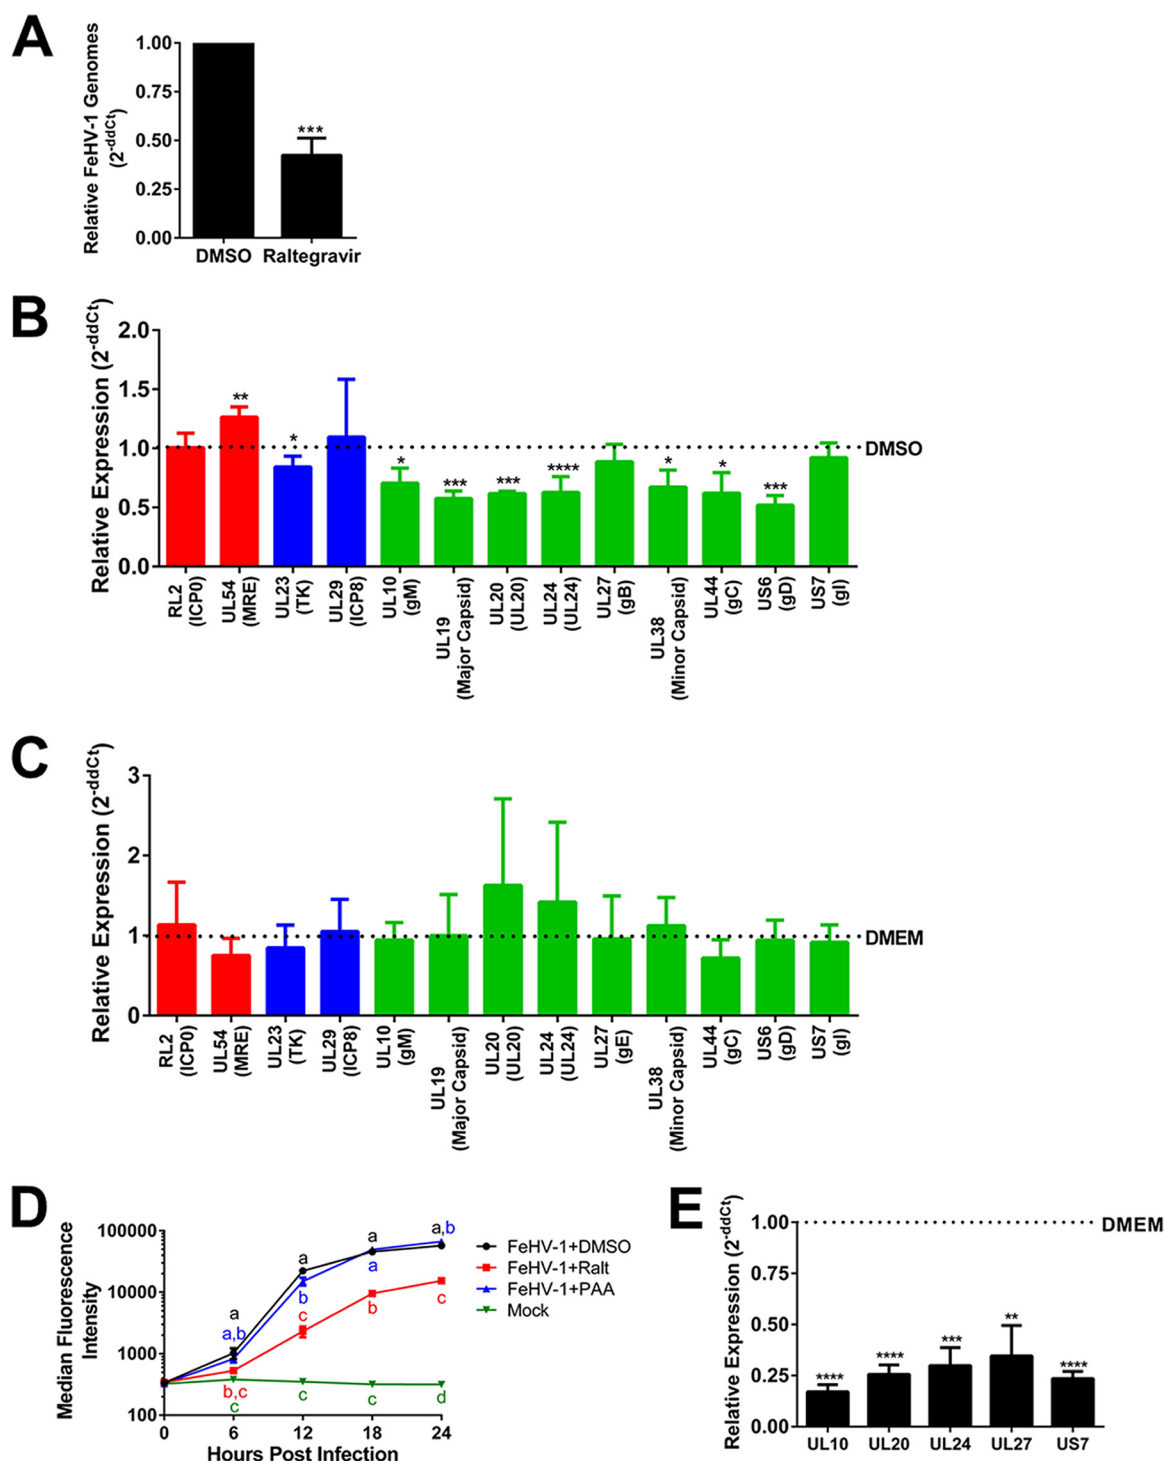 A
Relative FeHV-1 Genomes
(2-ddCt)
1.00
0.75
0.50
0.25
0.00
***
DMSO Raltegravir
B
Relative Expression (2-ddCt)
2.0
1.5
1.0
0.5
0.0
** * * *** *** **** * * ***
DMSO
RL2
(ICP0)
UL54
(MRE)
UL23
(TK)
UL29
(ICP8)
UL10
(gM)
UL19
(Major Capsid)
UL20
(UL20)
UL24
(UL24)
UL27
(gB)
UL38
(Minor Capsid)
UL44
(gC)
US6
(gD)
US7
(gI)
C
Relative Expression (2-ddCt)
3
2
1
0
DMEM
RL2
(ICP0)
UL54
(MRE)
UL23
(TK)
UL29
(ICP8)
UL10
(gM)
UL19
(Major Capsid)
UL20
(UL20)
UL24
(UL24)
UL27
(gE)
UL38
(Minor Capsid)
UL44
(gC)
US6
(gD)
US7
(gI)
D
Median Fluorescence
Intensity
100000
10000
1000
100
a
a,b
b,c
c
a
b
c
c
a
a
b
c
a,b
c
d
0 6 12 18 24
Hours Post Infection
FeHV-1+DMSO
FeHV-1+Ralt
FeHV-1+PAA
Mock
E
Relative Expression (2-ddCt)
1.00
0.75
0.50
0.25
0.00
DMEM
**** **** *** ** ****
UL10 UL20 UL24 UL27 US7